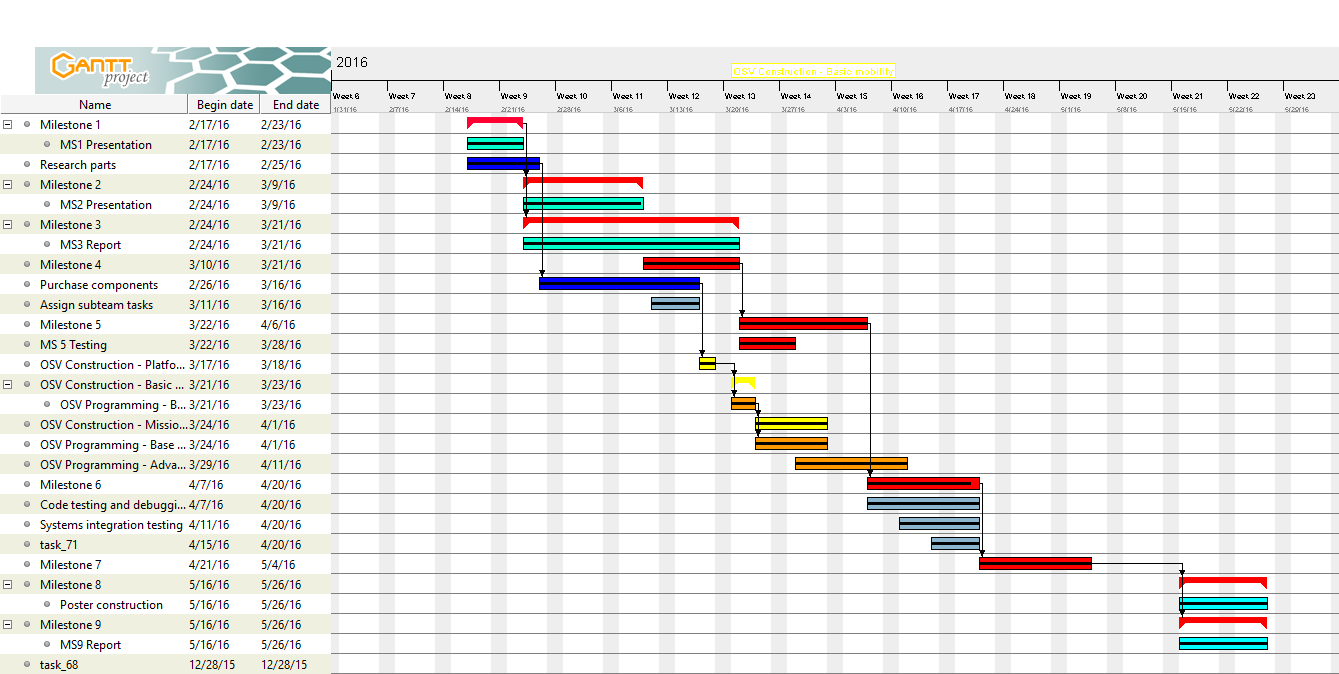 GANTT
project
2016
OSV Construction - Basic mobility
Week 6 Week 7 Week 8 Week 9 Week 10 Week 11 Week 12 Week 13 Week 14 Week 15 Week 16 Week 17 Week 18 Week 19 Week 20 Week 21 Week 22 Week 23
1/31/16 2/7/16 2/14/16 2/21/16 2/28/16 3/6/16 3/13/16 3/20/16 3/27/16 4/3/16 4/10/16 4/17/16 4/24/16 5/1/16 5/8/16 5/15/16 5/22/16 5/29/16
Name Begin date End date
Milestone 1 2/17/16 2/23/16
MS1 Presentation 2/17/16 2/23/16
Research parts 2/17/16 2/25/16
Milestone 2 2/24/16 3/9/16
MS2 Presentation 2/24/16 3/9/16
Milestone 3 2/24/16 3/21/16
MS3 Report 2/24/16 3/21/16
Milestone 4 3/10/16 3/21/16
Purchase components 2/26/16 3/16/16
Assign subteam tasks 3/11/16 3/16/16
Milestone 5 3/22/16 4/6/16
MS 5 Testing 3/22/16 3/28/16
OSV Construction - Platfo... 3/17/16 3/18/16
OSV Construction - Basic ... 3/21/16 3/23/16
OSV Programming - B... 3/21/16 3/23/16
OSV Construction - Missio... 3/24/16 4/1/16
OSV Programming - Base ... 3/24/16 4/1/16
OSV Programming - Adva... 3/29/16 4/11/16
Milestone 6 4/7/16 4/20/16
Code testing and debuggi... 4/7/16 4/20/16
Systems integration testing 4/11/16 4/20/16
task_71 4/15/16 4/20/16
Milestone 7 4/21/16 5/4/16
Milestone 8 5/16/16 5/26/16
Poster construction 5/16/16 5/26/16
Milestone 9 5/16/16 5/26/16
MS9 Report 5/16/16 5/26/16
task_68 12/28/15 12/28/15